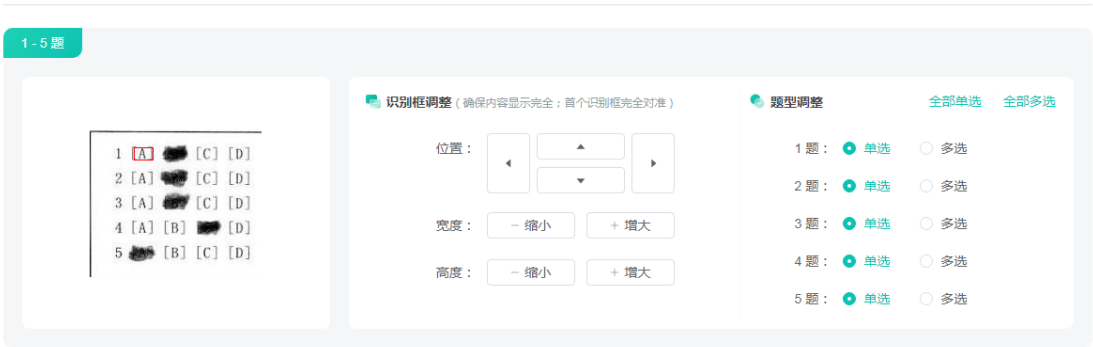 1 - 5 题
1 [A] [C] [D]
2 [A] [C] [D]
3 [A] [C] [D]
4 [A] [B] [D]
5 [B] [C] [D]
识别框调整（确保内容显示完全；首个识别框完全对准）
位置：
宽度： － 缩小 + 增大
高度： － 缩小 + 增大
题型调整 全部单选 全部多选
1 题： 单选 多选
2 题： 单选 多选
3 题： 单选 多选
4 题： 单选 多选
5 题： 单选 多选